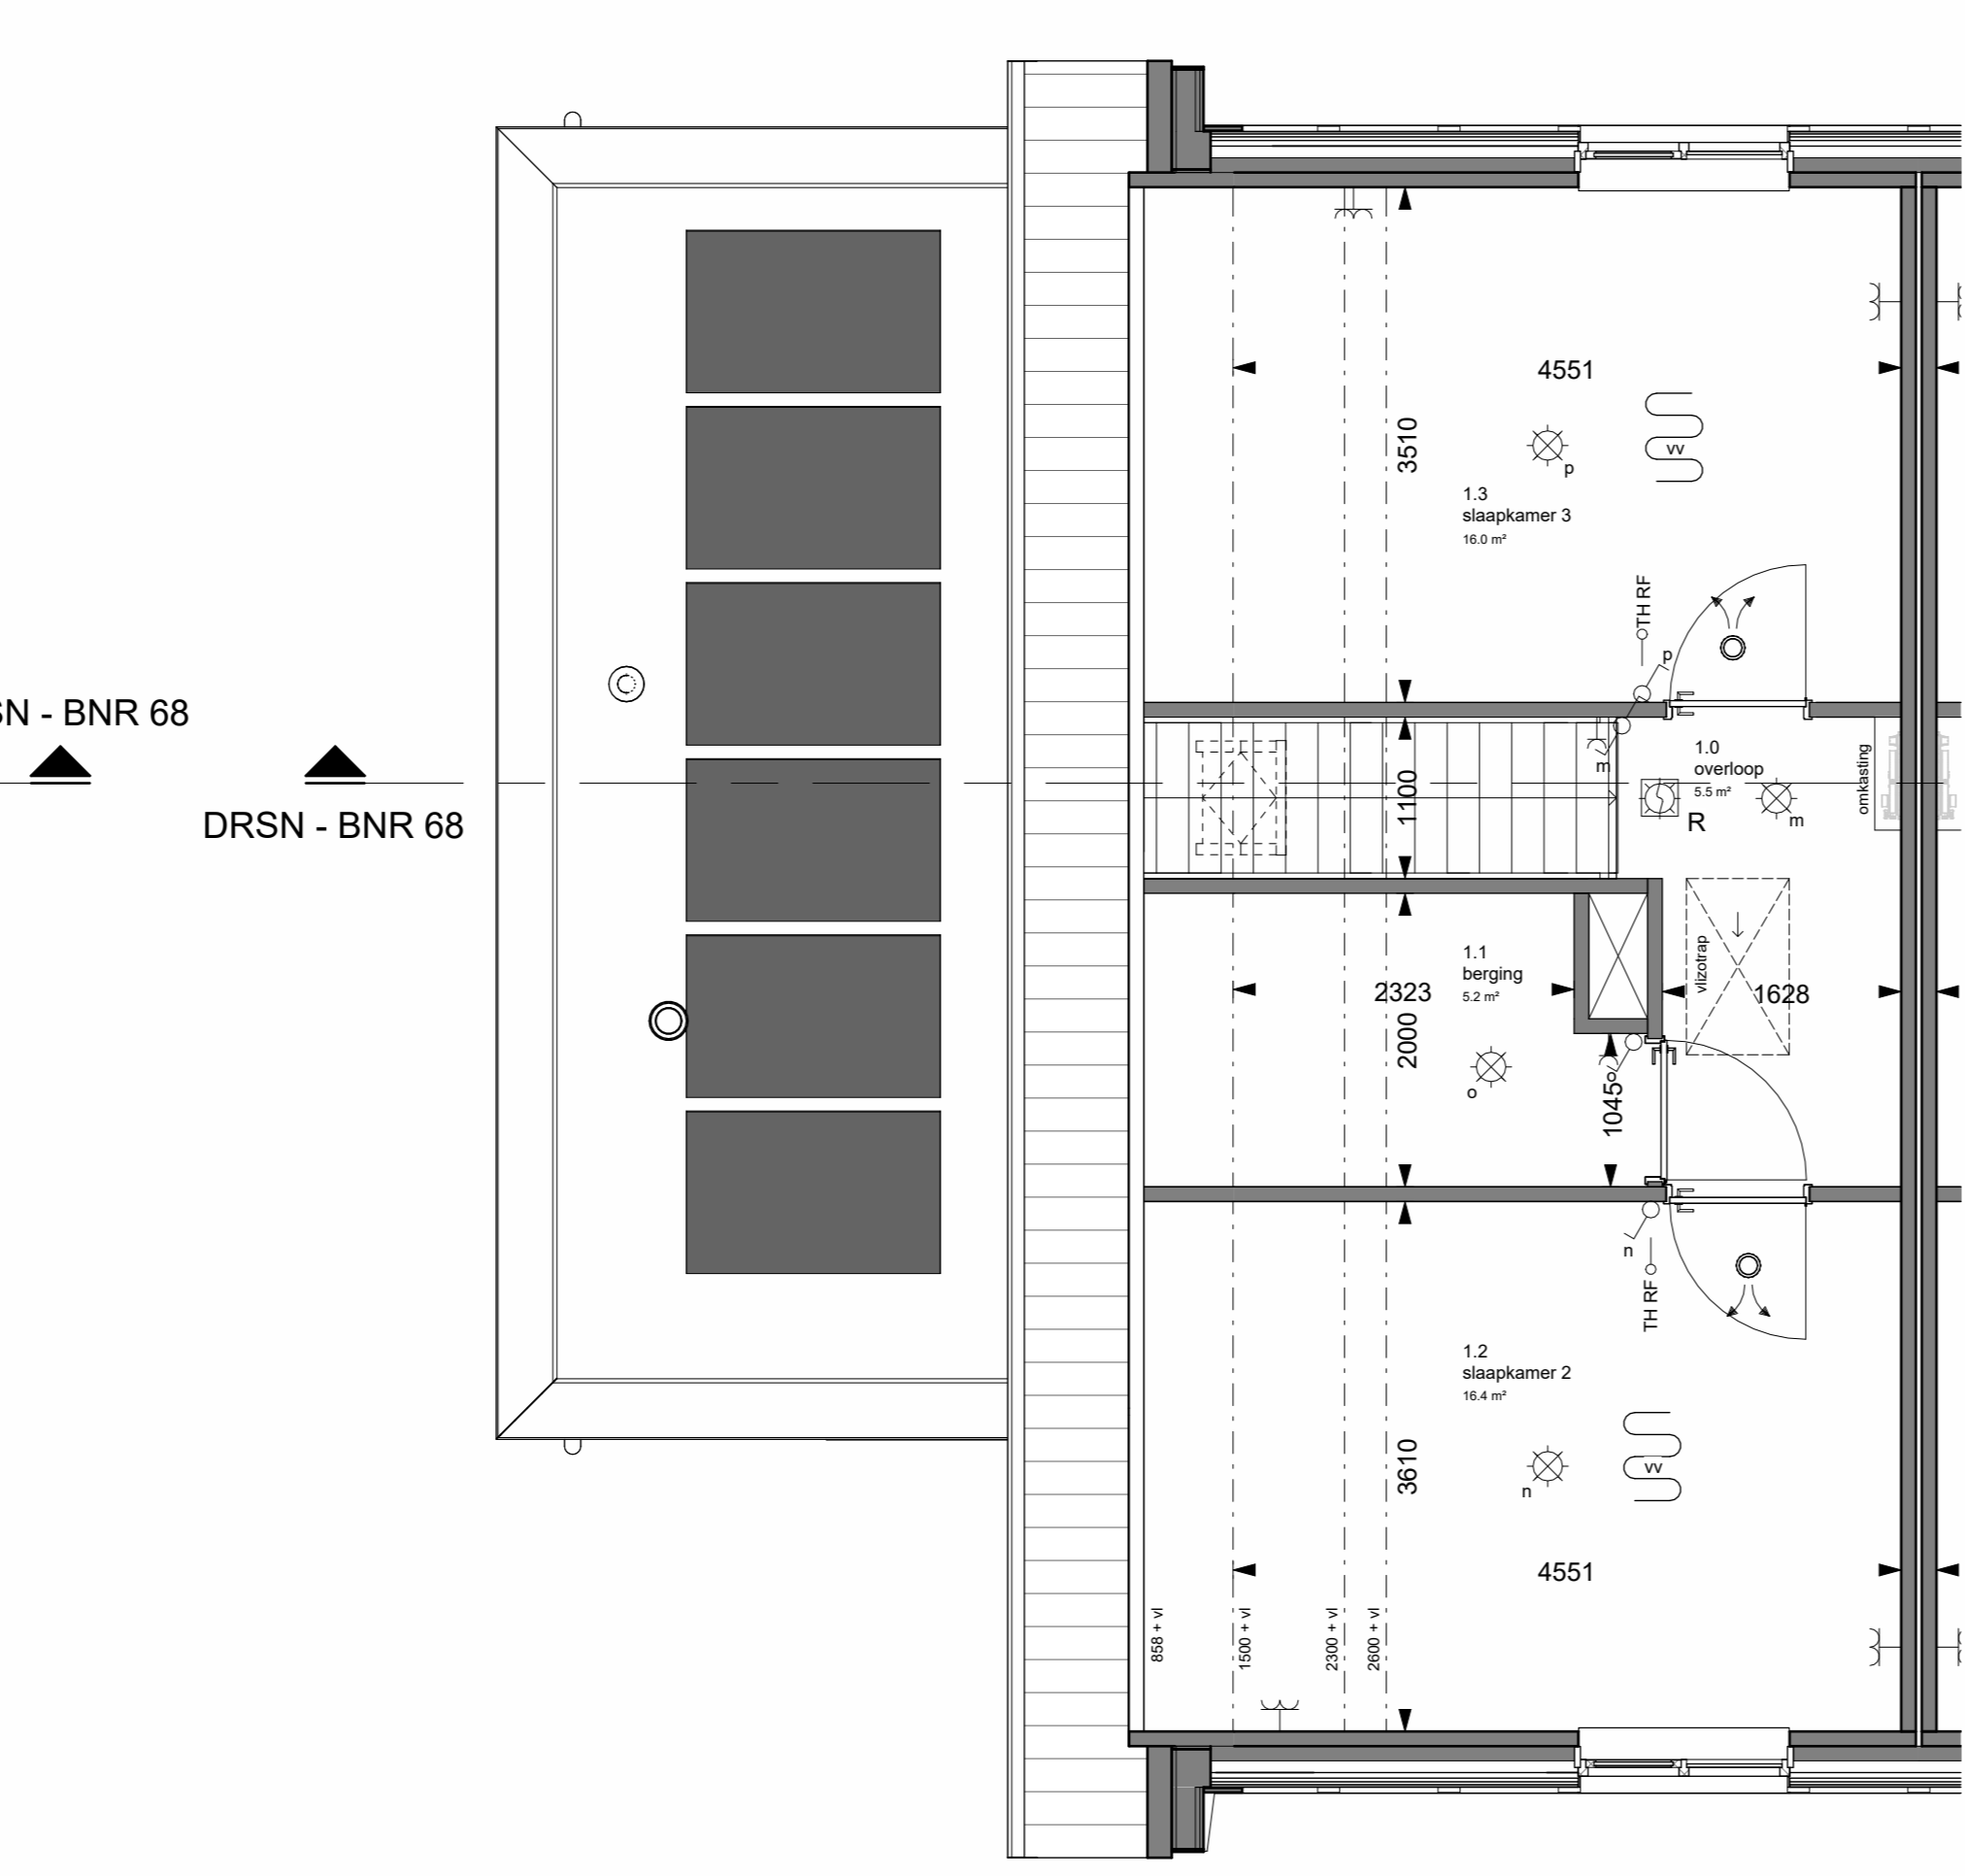 SN - BNR 68
DRSN - BNR 68
4551
3510
vv
p
1.3
slaapkamer 3
16.0 m²
TH RF
p
m
1100
1.0
overloop
5.5 m²
R
m
omkasting
1.1
berging
5.2 m²
2323
2000
vlizotrap
1628
o
o
1045
n
TH RF
1.2
slaapkamer 2
16.4 m²
3610
vv
n
4551
858 + vl
1500 + vl
2300 + vl
2600 + vl